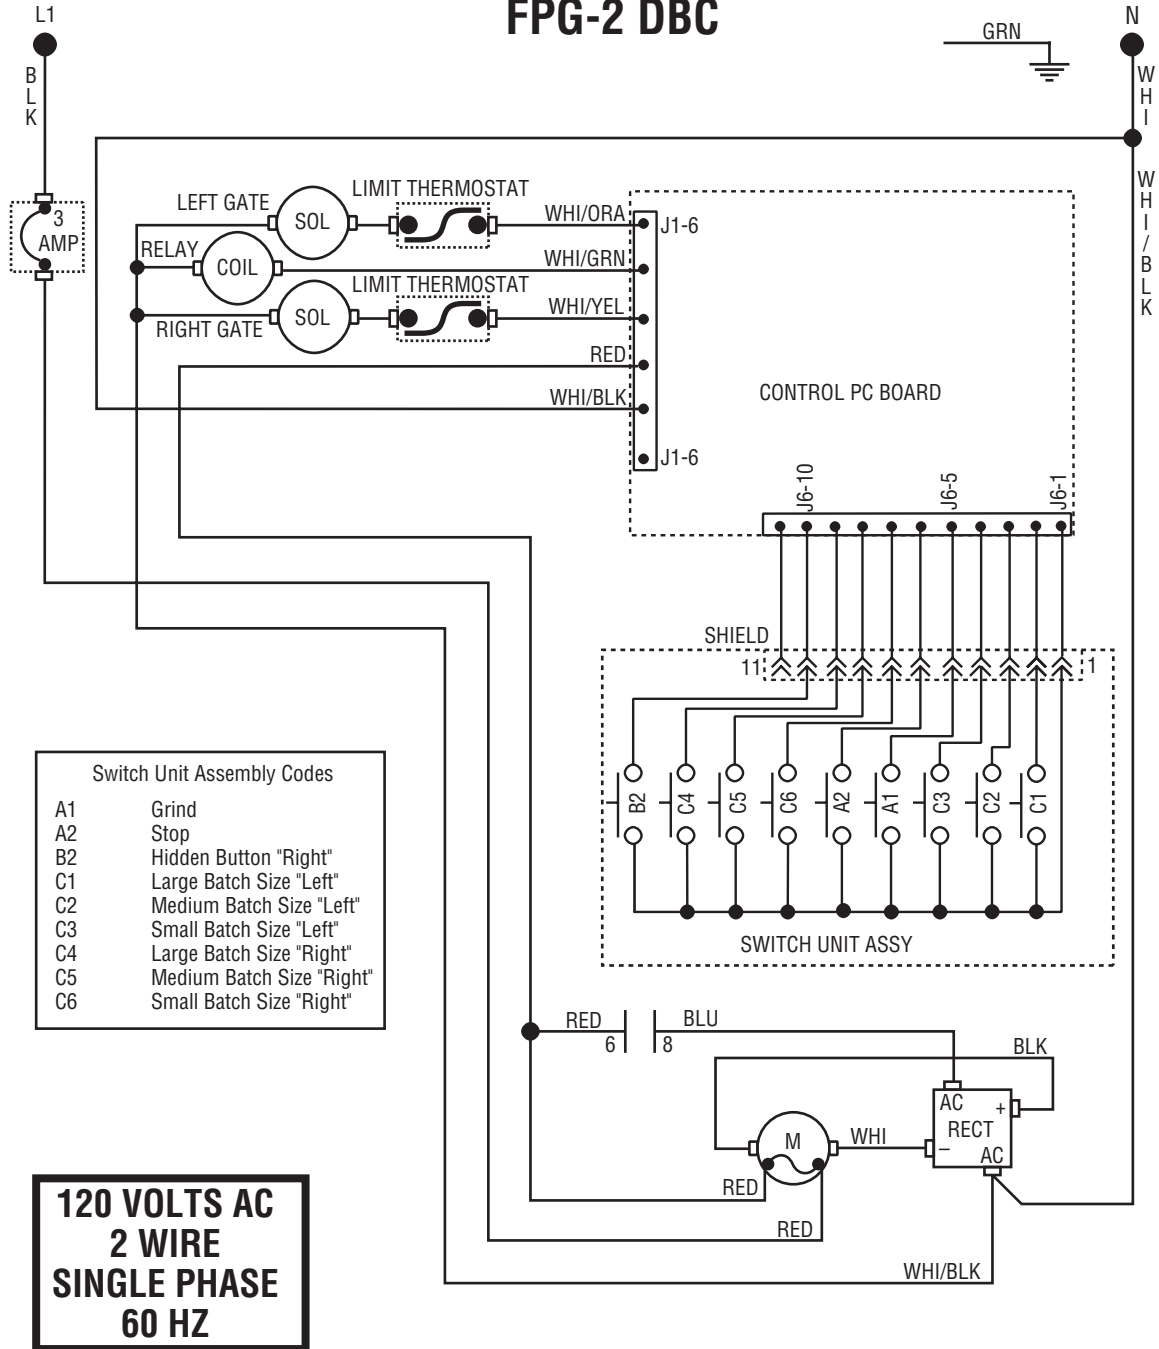 FPG-2 DBC
L1
N
GRN
BLK
WHI
WHI/BLK
3
AMP
LEFT GATE
SOL
LIMIT THERMOSTAT
WHI/ORA
J1-6
RELAY
COIL
WHI/GRN
LIMIT THERMOSTAT
RIGHT GATE
SOL
WHI/YEL
RED
WHI/BLK
CONTROL PC BOARD
J1-6
J6-10
J6-5
J6-1
SHIELD
11
1
B2
C4
C5
C6
A2
A1
C3
C2
C1
SWITCH UNIT ASSY
Switch Unit Assembly Codes
A1 Grind
A2 Stop
B2 Hidden Button "Right"
C1 Large Batch Size "Left"
C2 Medium Batch Size "Left"
C3 Small Batch Size "Left"
C4 Large Batch Size "Right"
C5 Medium Batch Size "Right"
C6 Small Batch Size "Right"
RED
6
8
BLU
BLK
AC
+
RECT
–
AC
M
WHI
RED
RED
WHI/BLK
120 VOLTS AC
2 WIRE
SINGLE PHASE
60 HZ